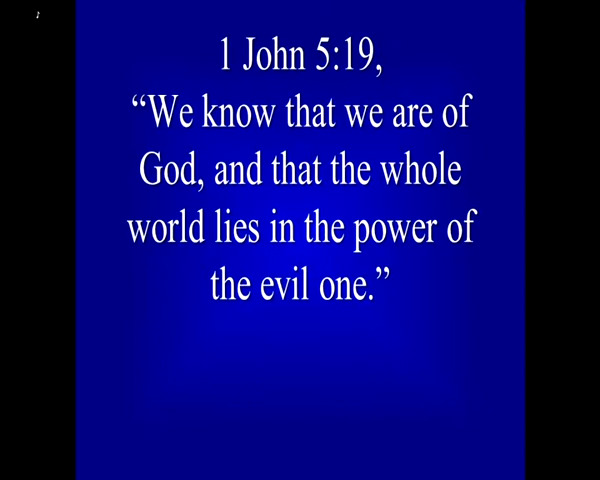 1 John 5:19,
“We know that we are of
God, and that the whole
world lies in the power of
the evil one.”